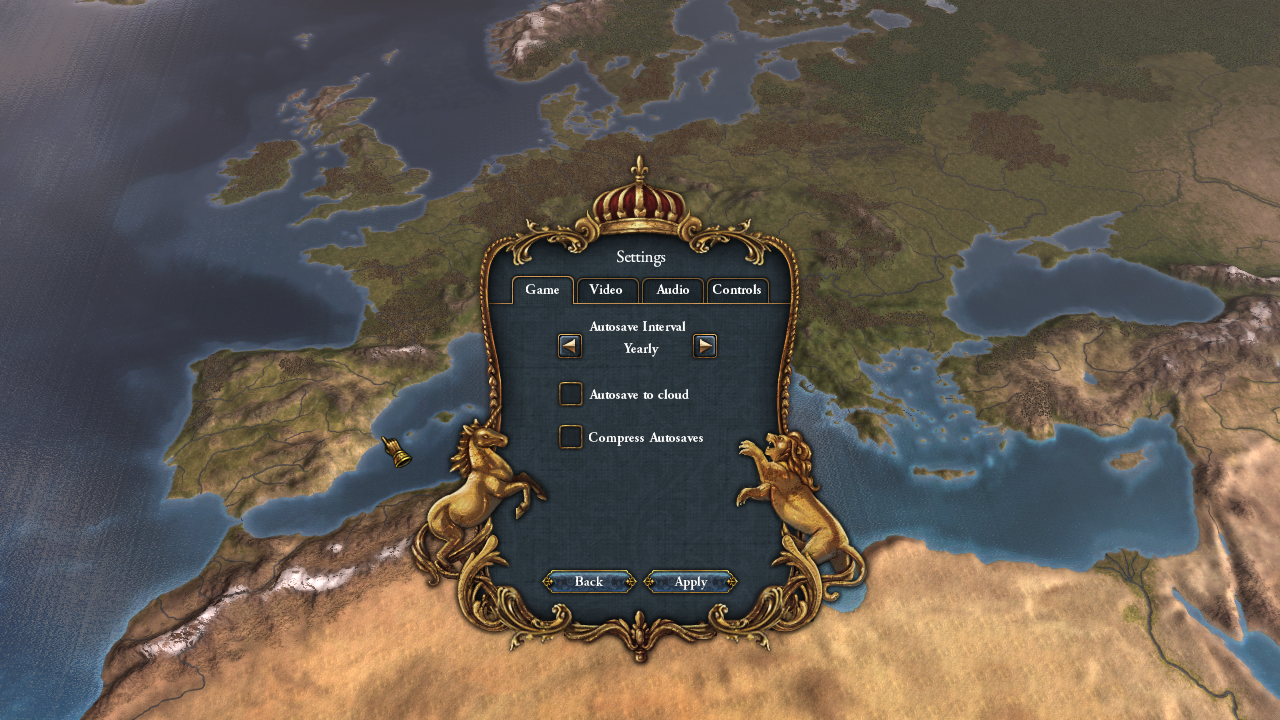 Settings
Game Video Audio Controls
Autosave Interval
Yearly
Autosave to cloud
Compress Autosaves
Back Apply